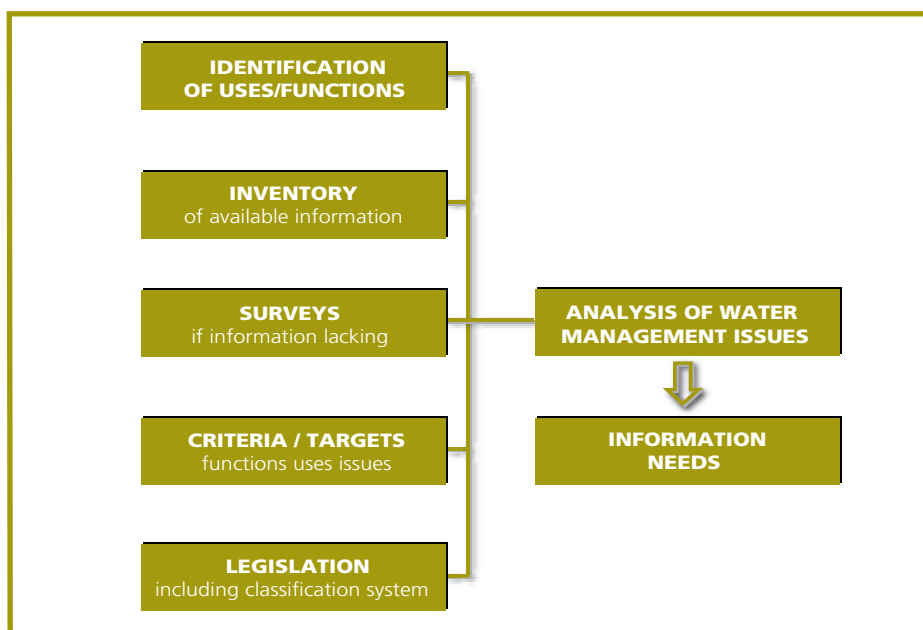 IDENTIFICATION
OF USES/FUNCTIONS
INVENTORY
of available information
SURVEYS
if information lacking
CRITERIA / TARGETS
functions uses issues
LEGISLATION
including classification system
ANALYSIS OF WATER
MANAGEMENT ISSUES
INFORMATION
NEEDS